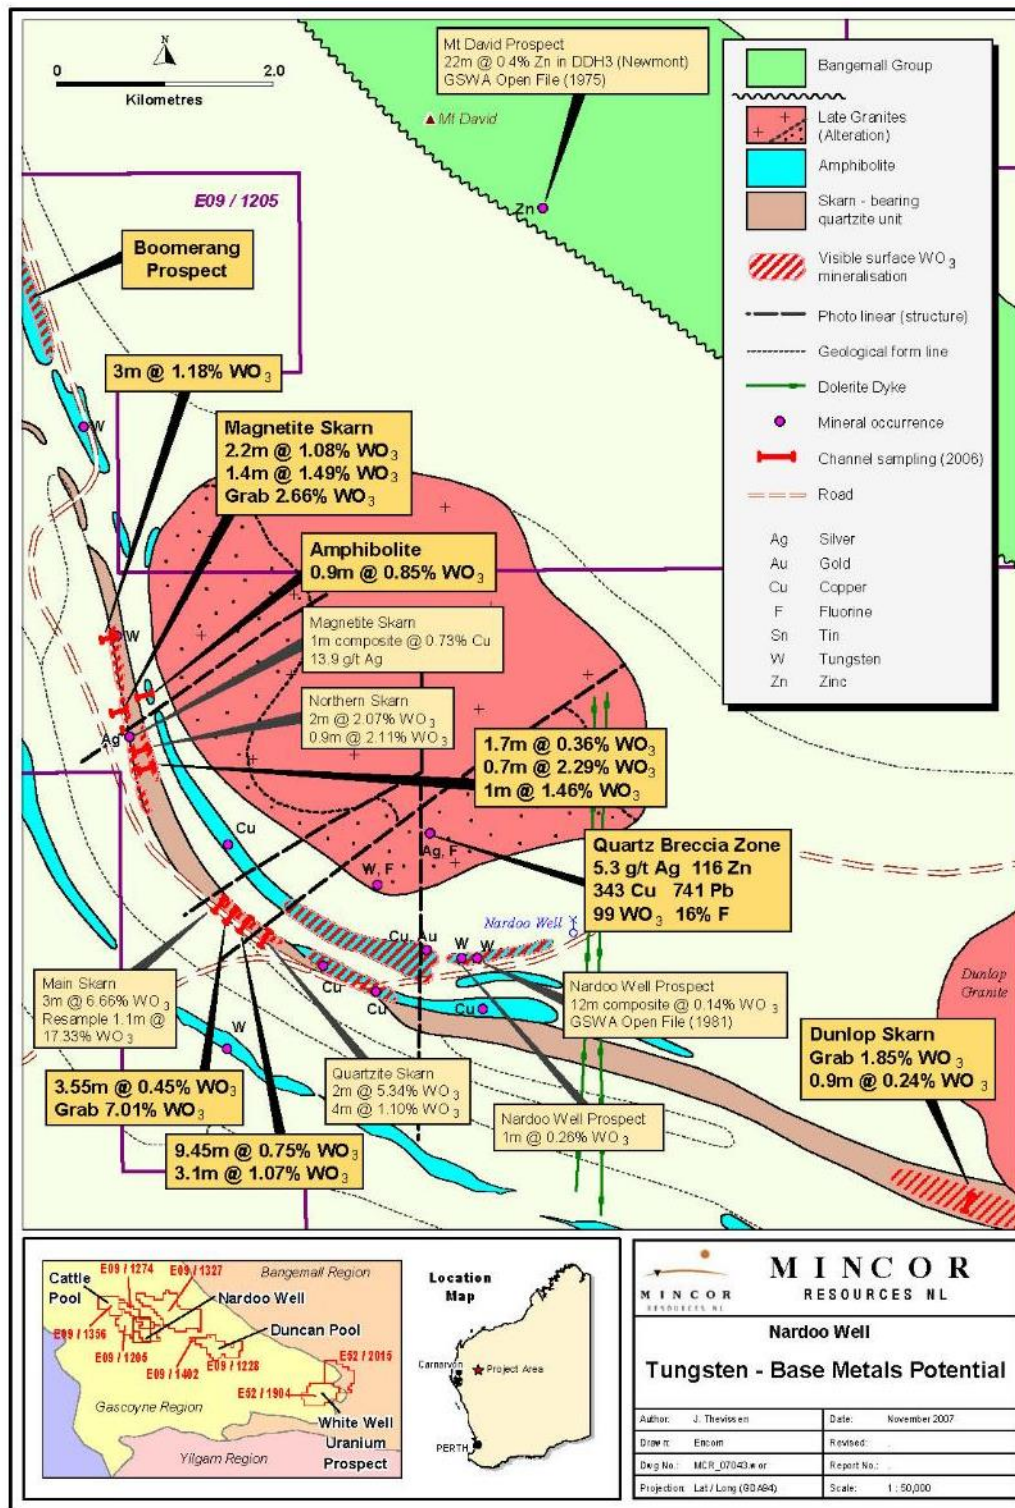 N
0 2.0
Kilometres
Mt David Prospect
22m @ 0.4% Zn in DDH3 (Newmont)
GSWA Open File (1975)
Mt David
Zn
E09 / 1205
Boomerang
Prospect
3m @ 1.18% WO3
W
Magnetite Skarn
2.2m @ 1.08% WO3
1.4m @ 1.49% WO3
Grab 2.66% WO3
Amphibolite
0.9m @ 0.85% WO3
Magnetite Skarn
1m composite @ 0.73% Cu
13.9 g/t Ag
W
Northern Skarn
2m @ 2.07% WO3
0.9m @ 2.11% WO3
Ag
1.7m @ 0.36% WO3
0.7m @ 2.29% WO3
1m @ 1.46% WO3
Cu
Ag, F
W, F
Quartz Breccia Zone
5.3 g/t Ag 116 Zn
343 Cu 741 Pb
99 WO3 16% F
Nardoo Well
Cu Au
W W
Cu
Cu
Cu
Main Skarn
3m @ 6.66% WO3
Resample 1.1m @
17.33% WO3
W
Nardoo Well Prospect
12m composite @ 0.14% WO3
GSWA Open File (1981)
Dunlop
Granite
Dunlop Skarn
Grab 1.85% WO3
0.9m @ 0.24% WO3
3.55m @ 0.45% WO3
Grab 7.01% WO3
Quartzite Skarn
2m @ 5.34% WO3
4m @ 1.10% WO3
Nardoo Well Prospect
1m @ 0.26% WO3
9.45m @ 0.75% WO3
3.1m @ 1.07% WO3
Bangemall Group
Late Granites
(Alteration)
Amphibolite
Skarn - bearing
quartzite unit
Visible surface WO3
mineralisation
Photo linear (structure)
Geological form line
Dolerite Dyke
Mineral occurrence
Channel sampling (2006)
Road
Ag Silver
Au Gold
Cu Copper
F Fluorine
Sn Tin
W Tungsten
Zn Zinc
E09 / 1274
E09 / 1327
Bangemall Region
Cattle
Pool
Nardoo Well
E09 / 1356
Duncan Pool
E09 / 1205
E09 / 1402
E09 / 1228
E52 / 2015
E52 / 1904
Gascoyne Region
White Well
Uranium
Prospect
Yilgarn Region
Location
Map
Carnarvon
Project Area
PERTH
MINCOR
RESOURCES NL
MINCOR
RESOURCES NL
Nardoo Well
Tungsten - Base Metals Potential
Author: J. Thevissen Date: November 2007
Drawn: Encom Revised: .
Dwg No.: MCR_07043.wor Report No.: .
Projection: Lat / Long (GDA94) Scale: 1 : 50,000